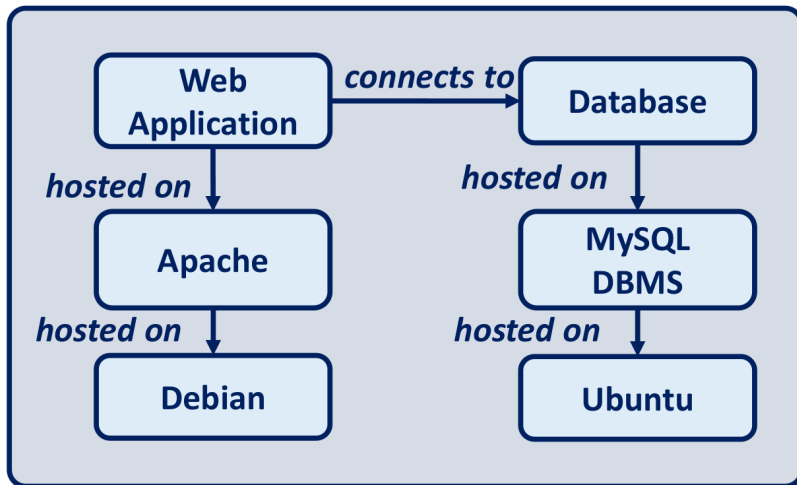 Web
Application
connects to
Database
hosted on
hosted on
Apache
MySQL
DBMS
hosted on
hosted on
Debian
Ubuntu